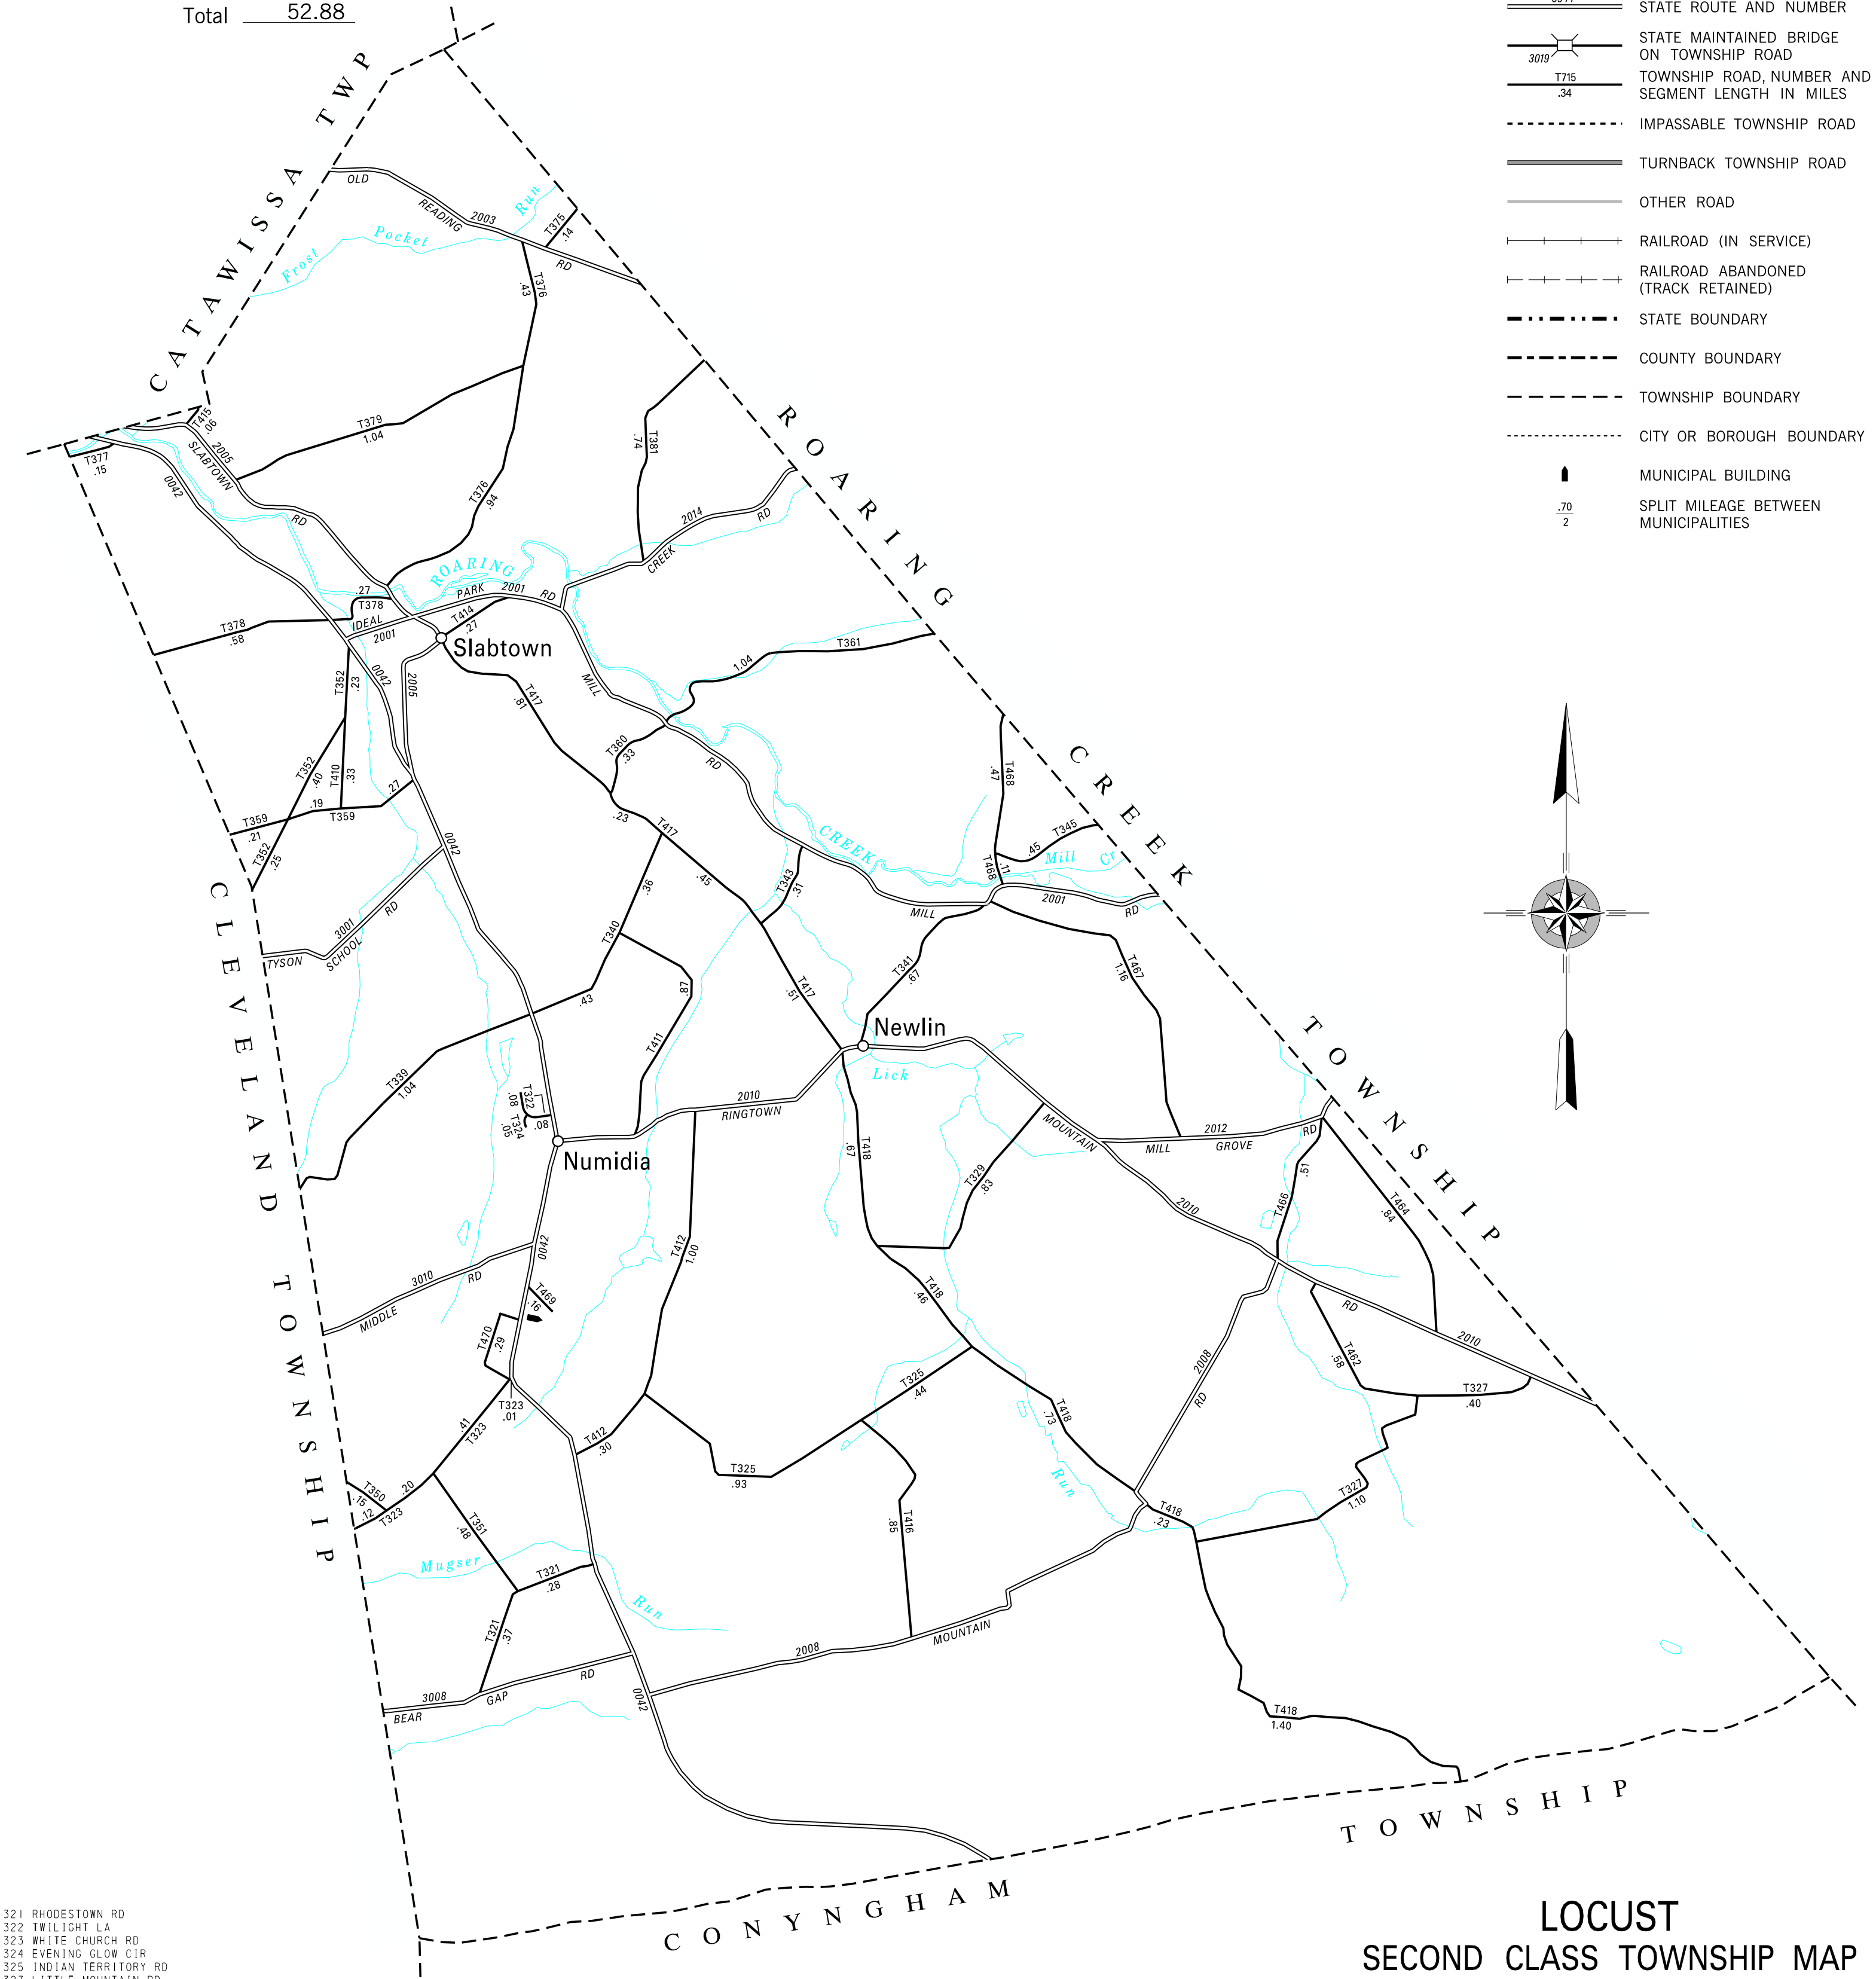 Total 52.88
STATE ROUTE AND NUMBER
STATE MAINTAINED BRIDGE
ON TOWNSHIP ROAD
3019
T715
.34
TOWNSHIP ROAD, NUMBER AND
SEGMENT LENGTH IN MILES
IMPASSABLE TOWNSHIP ROAD
TURNBACK TOWNSHIP ROAD
OTHER ROAD
RAILROAD (IN SERVICE)
RAILROAD ABANDONED
(TRACK RETAINED)
STATE BOUNDARY
COUNTY BOUNDARY
TOWNSHIP BOUNDARY
CITY OR BOROUGH BOUNDARY
MUNICIPAL BUILDING
.70
2
SPLIT MILEAGE BETWEEN
MUNICIPALITIES
CATAWISSA TWP
ROARING CREEK TOWNSHIP
CLEVELAND TOWNSHIP
CONYNGHAM TOWNSHIP
OLD READING RD
2003
Frost Pocket Run
T375
.14
T376
.43
T379
1.04
T415
.06
T377
.15
0042
2005
SLABTOWN RD
T376
.94
T381
.74
2014
CREEK RD
ROARING
.27
T378
T378
.58
IDEAL
2001
PARK 2001 RD
T414
.27
Slabtown
T352
.23
0042
2005
T417
.81
MILL
1.04
T361
T360
.33
RD
T352
.40
T410
.33
.27
.19
T359
T359
.21
T352
.25
.23
T417
.45
.36
T340
.43
T343
.31
CREEK
T468
.47
T345
.45
Mill Cr
T468
.11
MILL
2001
RD
0042
3001
TYSON SCHOOL RD
T341
.67
T467
1.16
T417
.51
.87
T411
Newlin
Lick
T339
1.04
T322
.08
T324
.05
.08
2010
RINGTOWN
Numidia
MOUNTAIN
2012
MILL GROVE RD
T418
.67
T329
.83
.51
T466
T464
.84
2010
RD
2010
T412
1.00
0042
3010
MIDDLE RD
T469
.16
T470
.29
T418
.46
T462
.58
T327
.40
2008
RD
T323
.01
.41
T323
T412
.30
T325
.44
T325
.93
T418
.73
Run
T416
.85
T327
1.10
T418
.23
T350
.15
.20
.12
T323
T351
.48
Mugser
T321
.28
Run
T321
.37
2008
MOUNTAIN
3008
BEAR GAP RD
0042
T418
1.40
321 RHODESTOWN RD
322 TWILIGHT LA
323 WHITE CHURCH RD
324 EVENING GLOW CIR
325 INDIAN TERRITORY RD
327 LITTLE MOUNTAIN RD
LOCUST
SECOND CLASS TOWNSHIP MAP